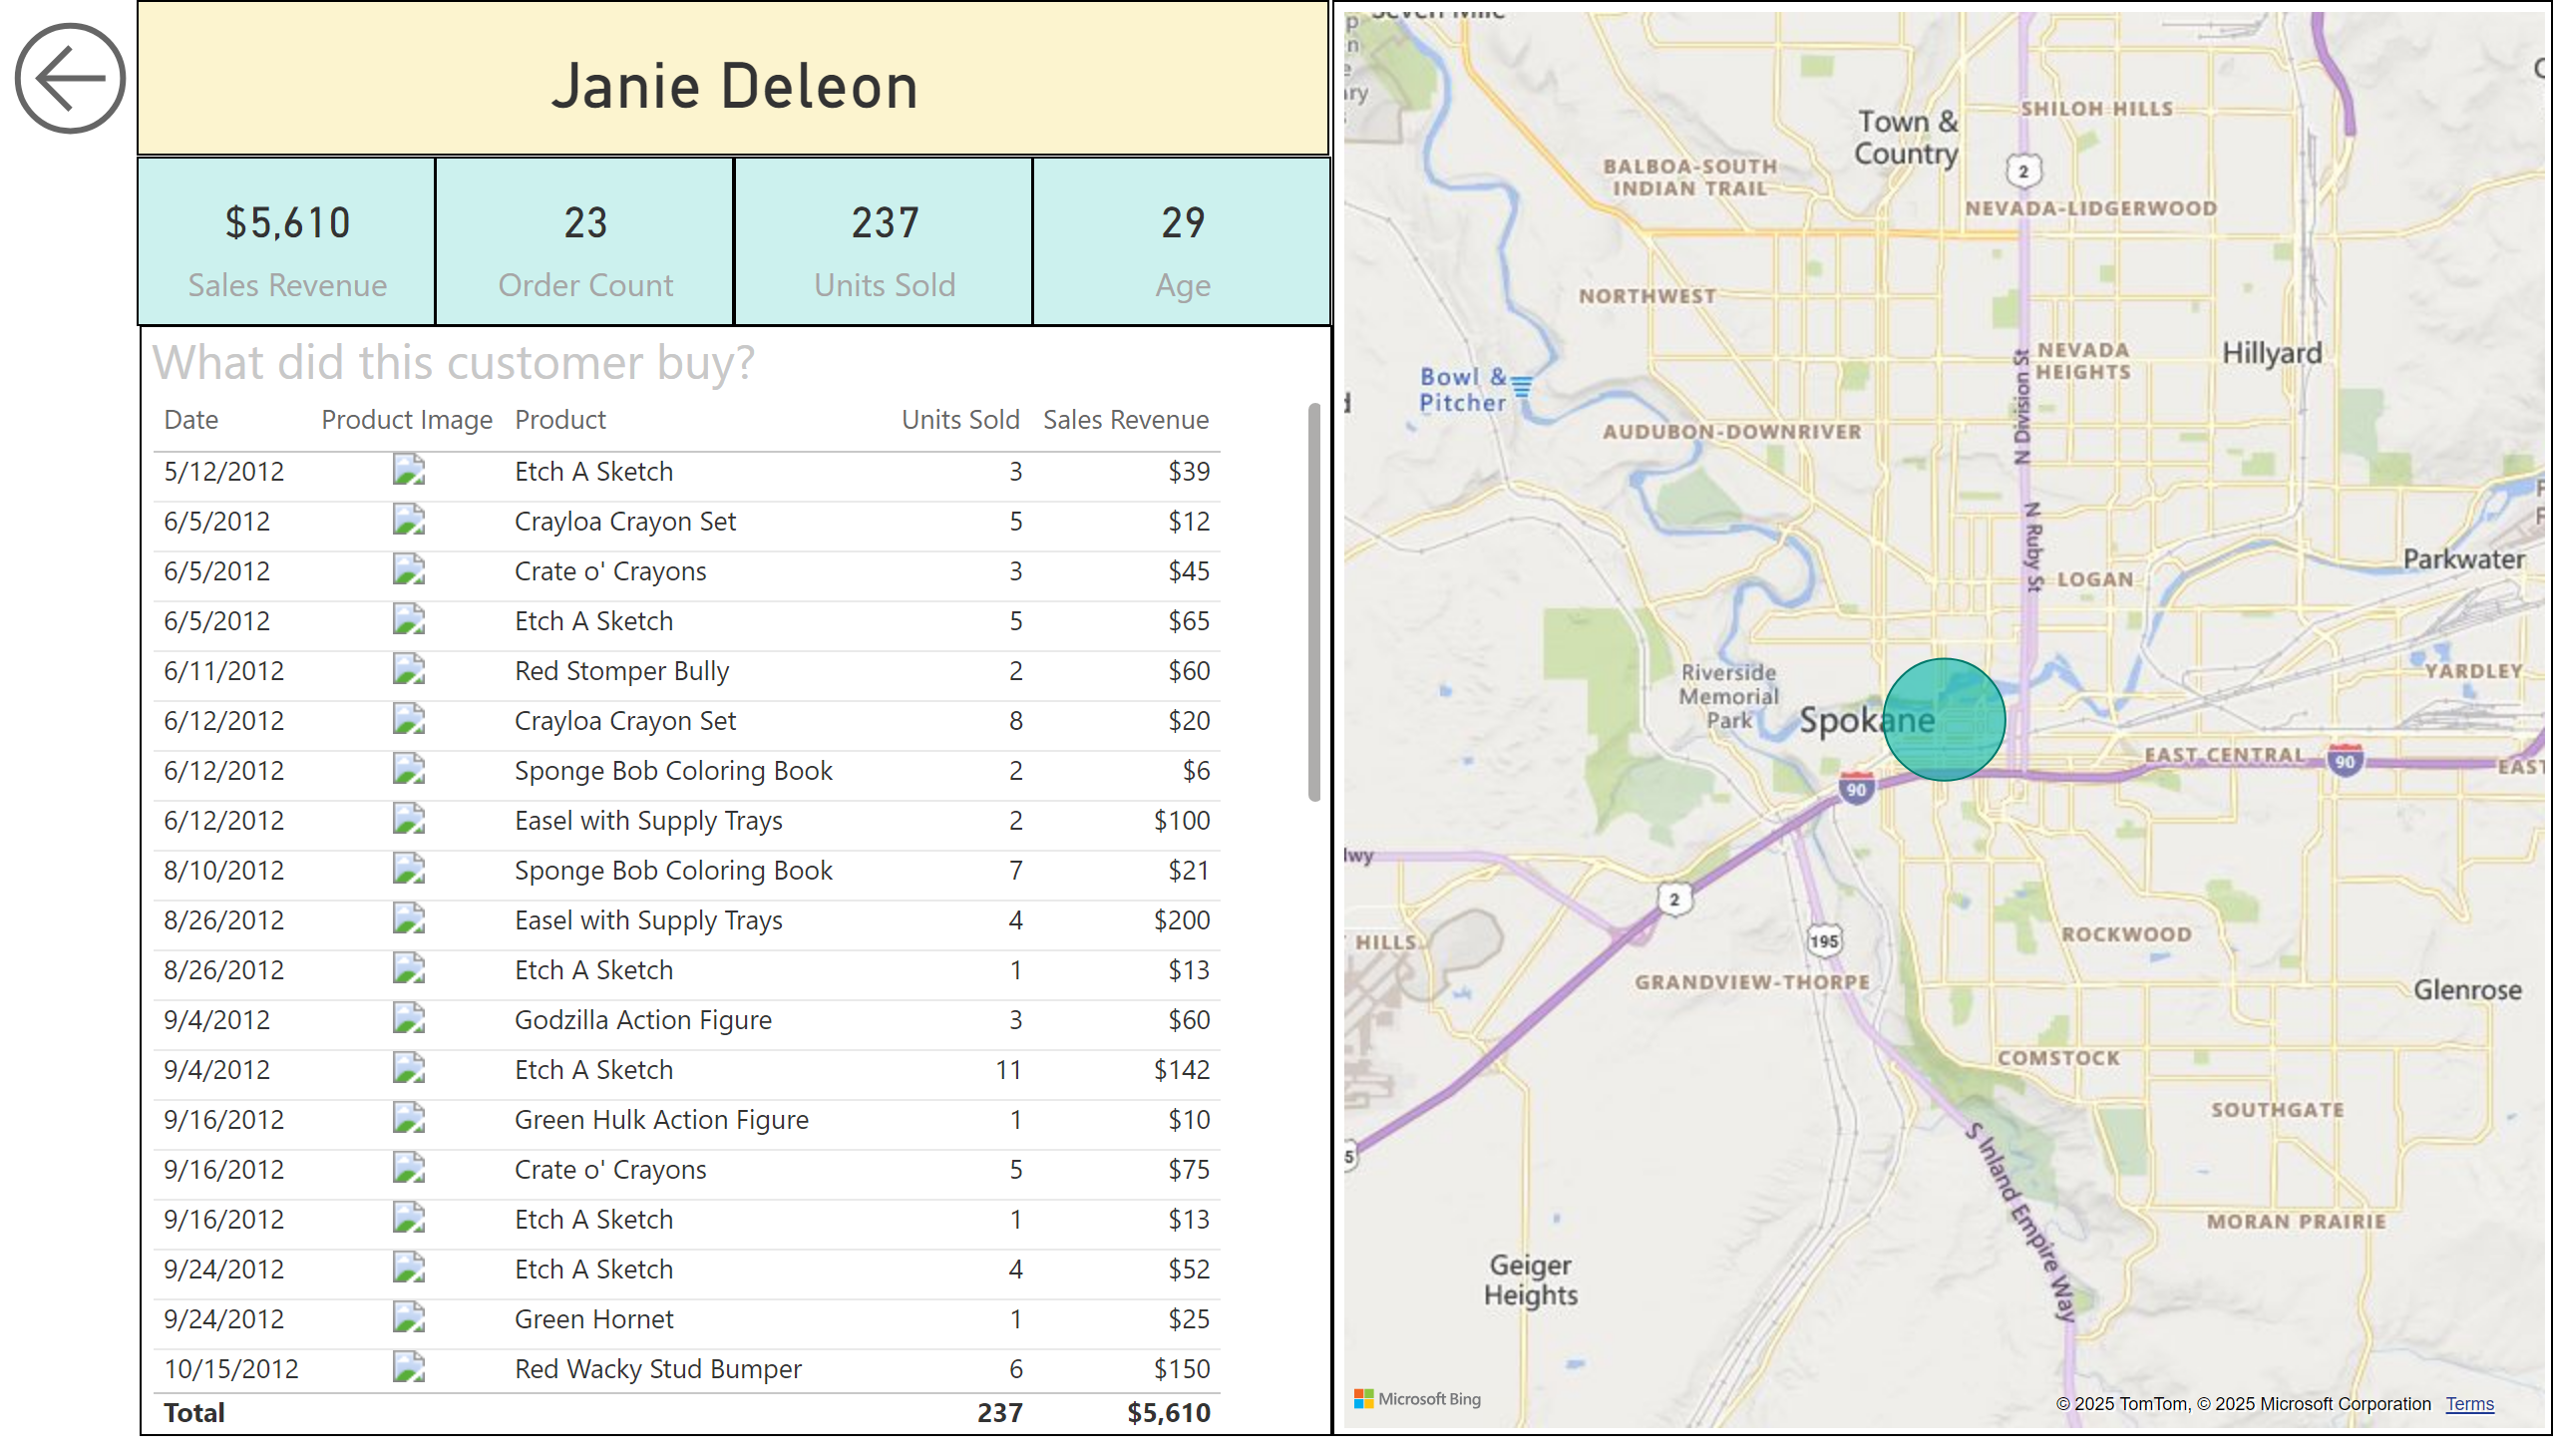 Janie Deleon
$5,610 23 237 29
Sales Revenue Order Count Units Sold Age
What did this customer buy?
Date Product Image Product Units Sold Sales Revenue
5/12/2012 Etch A Sketch 3 $39
6/5/2012 Crayloa Crayon Set 5 $12
6/5/2012 Crate o' Crayons 3 $45
6/5/2012 Etch A Sketch 5 $65
6/11/2012 Red Stomper Bully 2 $60
6/12/2012 Crayloa Crayon Set 8 $20
6/12/2012 Sponge Bob Coloring Book 2 $6
6/12/2012 Easel with Supply Trays 2 $100
8/10/2012 Sponge Bob Coloring Book 7 $21
8/26/2012 Easel with Supply Trays 4 $200
8/26/2012 Etch A Sketch 1 $13
9/4/2012 Godzilla Action Figure 3 $60
9/4/2012 Etch A Sketch 11 $142
9/16/2012 Green Hulk Action Figure 1 $10
9/16/2012 Crate o' Crayons 5 $75
9/16/2012 Etch A Sketch 1 $13
9/24/2012 Etch A Sketch 4 $52
9/24/2012 Green Hornet 1 $25
10/15/2012 Red Wacky Stud Bumper 6 $150
Total 237 $5,610
Town &
Country
SHILOH HILLS
BALBOA-SOUTH
INDIAN TRAIL
2
NEVADA-LIDGERWOOD
NORTHWEST
N Division St
NEVADA
HEIGHTS
Hillyard
Bowl &
Pitcher
AUDUBON-DOWNRIVER
N Ruby St
LOGAN
Parkwater
Riverside
Memorial
Park
Spokane
YARDLEY
EAST CENTRAL
90
EAST
90
2
195
HILLS
ROCKWOOD
GRANDVIEW-THORPE
Glenrose
COMSTOCK
SOUTHGATE
S Inland Empire Way
MORAN PRAIRIE
Geiger
Heights
Microsoft Bing
© 2025 TomTom, © 2025 Microsoft Corporation Terms